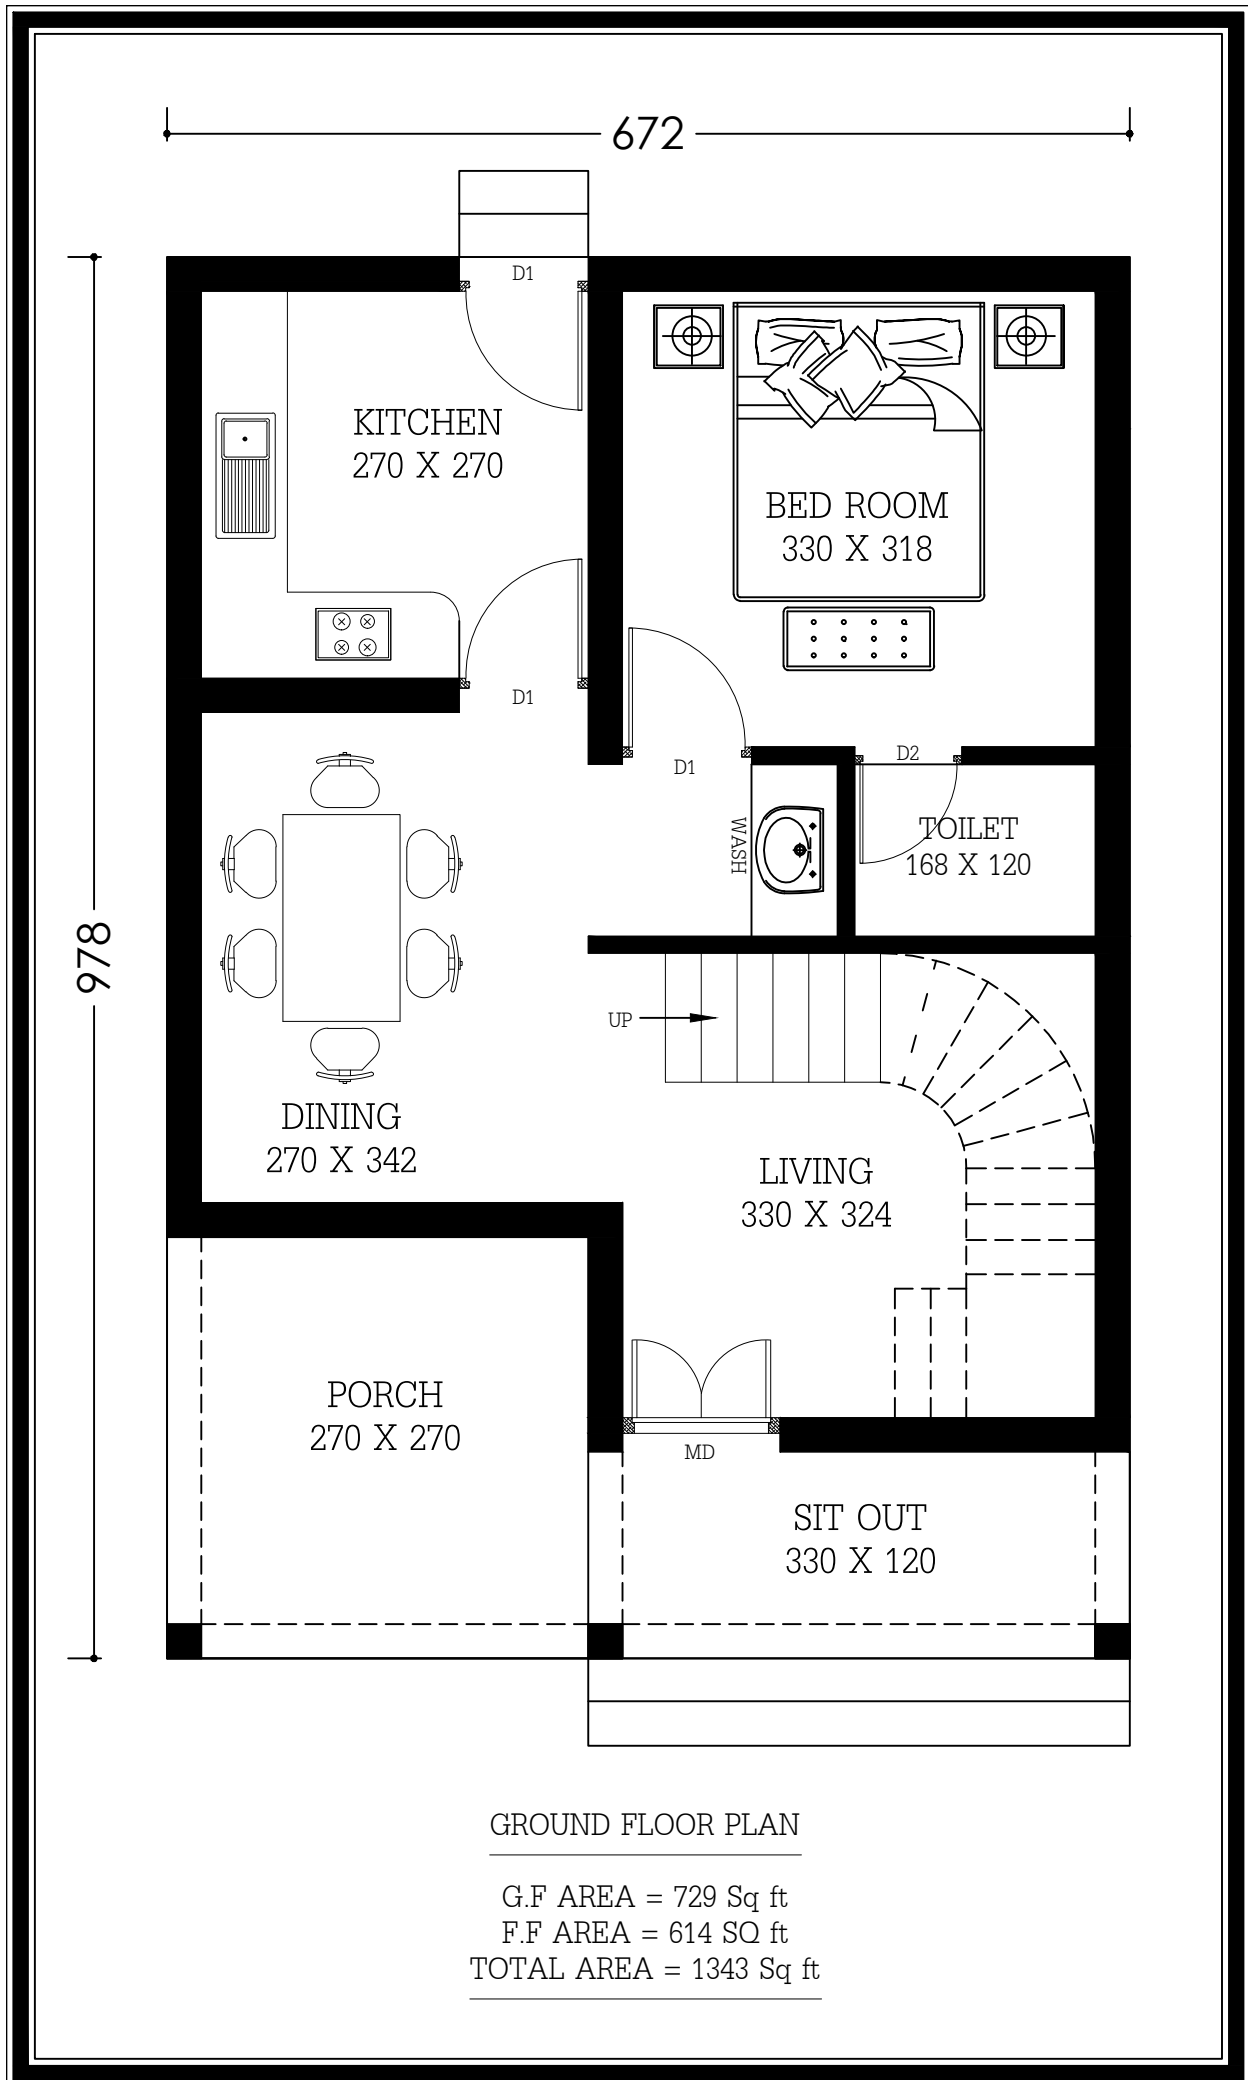 672
D1
KITCHEN
270 X 270
BED ROOM
330 X 318
D1
D1
D2
WASH
TOILET
168 X 120
978
UP
DINING
270 X 342
LIVING
330 X 324
PORCH
270 X 270
MD
SIT OUT
330 X 120
GROUND FLOOR PLAN
G.F AREA = 729 Sq ft
F.F AREA = 614 SQ ft
TOTAL AREA = 1343 Sq ft